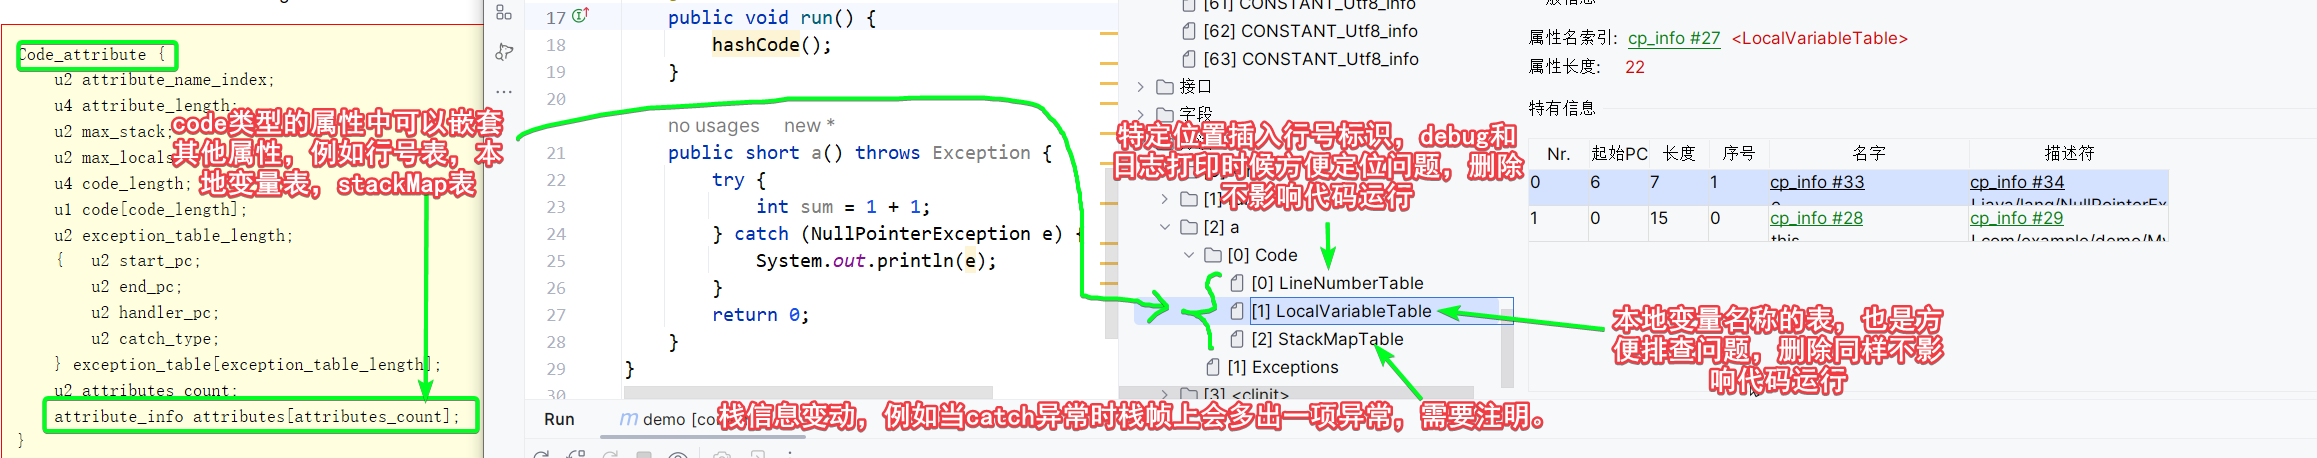 Code_attribute {
u2 attribute_name_index;
u4 attribute_length;
u2 max_stack;
u2 max_locals
u4 code_length;
u1 code[code_length];
u2 exception_table_length;
{ u2 start_pc;
u2 end_pc;
u2 handler_pc;
u2 catch_type;
} exception_table[exception_table_length];
u2 attributes_count;
attribute_info attributes[attributes_count];
}
code类型的属性中可以嵌套
其他属性，例如行号表，本
地变量表，stackMap表
17 public void run() {
18 hashCode();
19 }
20
no usages new *
21 public short a() throws Exception {
22 try {
23 int sum = 1 + 1;
24 } catch (NullPointerException e) {
25 System.out.println(e);
26 }
27 return 0;
28 }
29 }
30
Run
demo [co
[61] CONSTANT_Utf8_info
[62] CONSTANT_Utf8_info
[63] CONSTANT_Utf8_info
接口
字段
特定位置插入行号标识，debug和
日志打印时候方便定位问题，删除
不影响代码运行
[1]
[2] a
[0] Code
[0] LineNumberTable
[1] LocalVariableTable
[2] StackMapTable
[1] Exceptions
[3] <clinit>
栈信息变动，例如当catch异常时栈帧上会多出一项异常，需要注明。
属性名索引: cp_info #27 <LocalVariableTable>
属性长度: 22
特有信息
Nr. 起始PC 长度 序号 名字 描述符
0 6 7 1 cp_info #33 cp_info #34
e Ljava/lang/NullPointerEx
1 0 15 0 cp_info #28 cp_info #29
this Lcom/example/demo/My
本地变量名称的表，也是方
便排查问题，删除同样不影
响代码运行